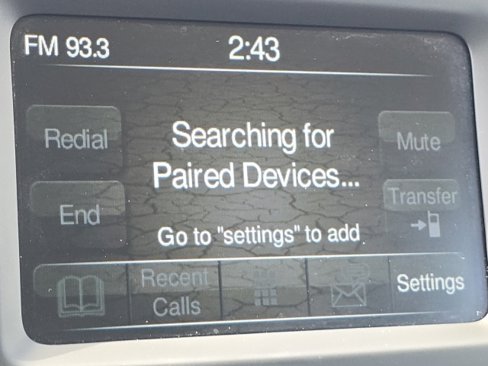 FM 93.3
2:43
Redial
Searching for
Paired Devices...
Mute
End
Transfer
Go to "settings" to add
Recent
Calls
Settings